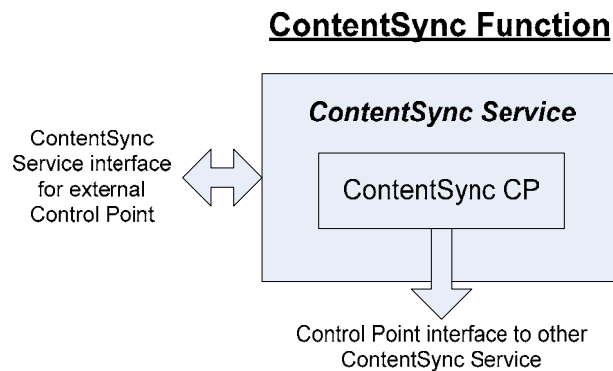 ContentSync Function
ContentSync Service
ContentSync
Service interface
for external
Control Point
ContentSync CP
Control Point interface to other
ContentSync Service